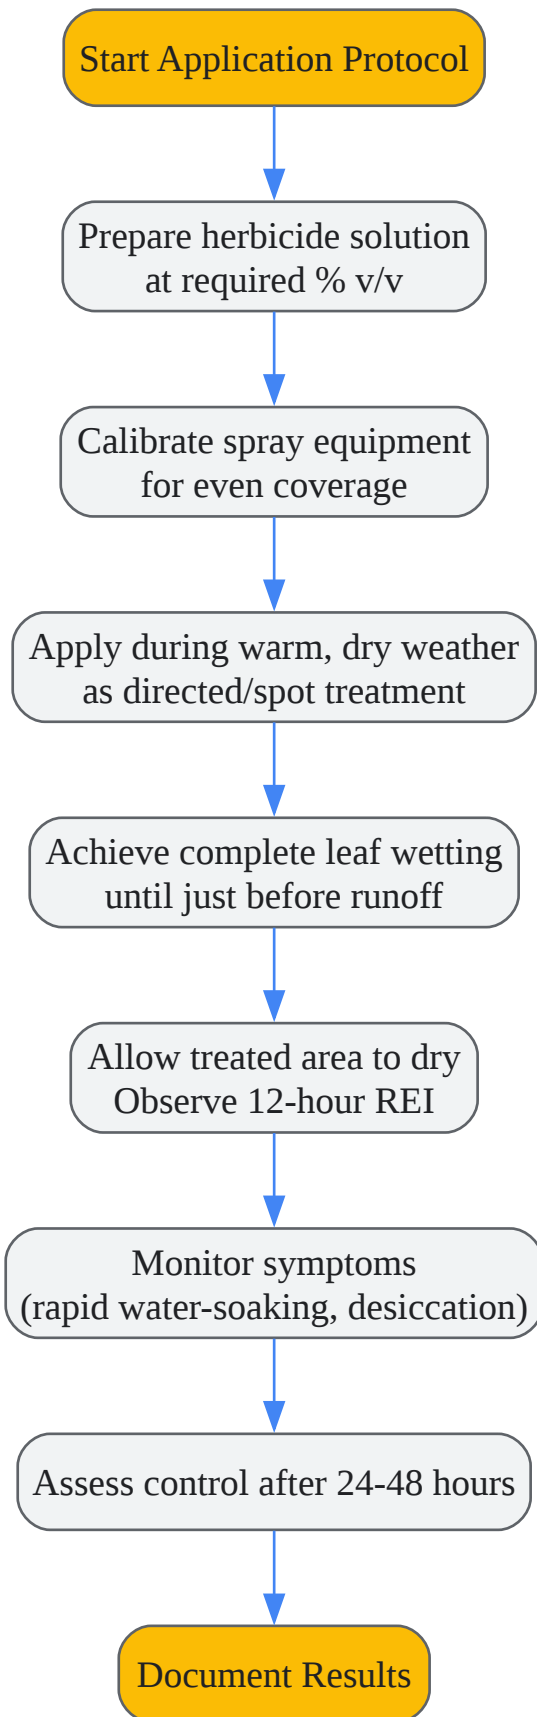 Start Application Protocol
Prepare herbicide solution
at required % v/v
Calibrate spray equipment
for even coverage
Apply during warm, dry weather
as directed/spot treatment
Achieve complete leaf wetting
until just before runoff
Allow treated area to dry
Observe 12-hour REI
Monitor symptoms
(rapid water-soaking, desiccation)
Assess control after 24-48 hours
Document Results